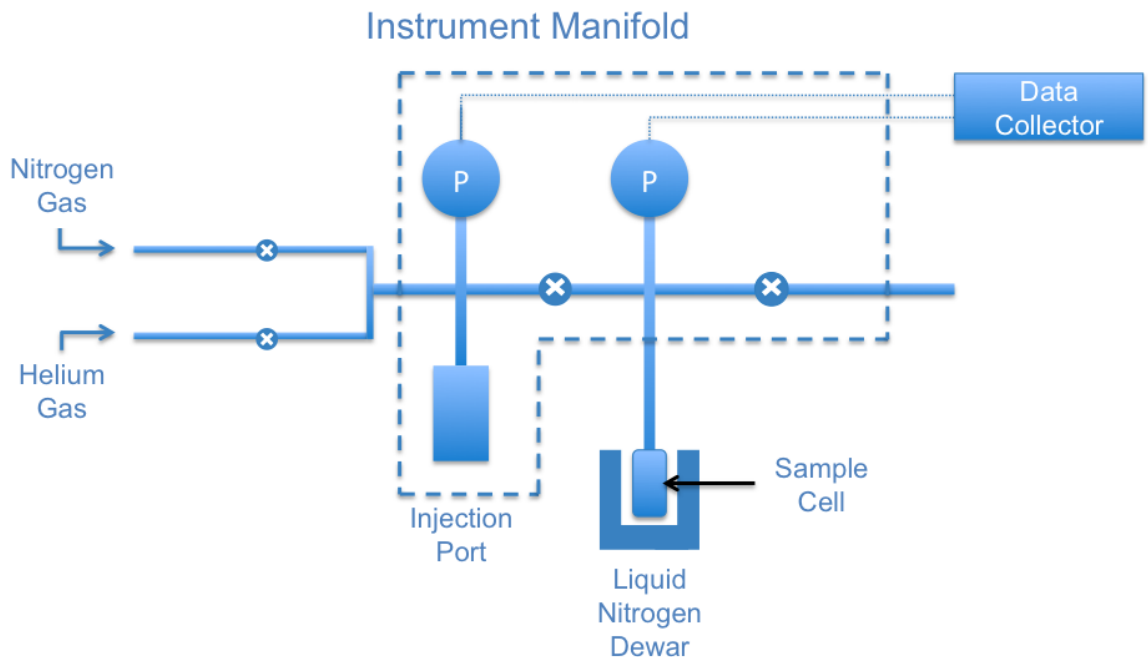 Instrument Manifold
Data
Collector
Nitrogen
Gas
P
P
Helium
Gas
Sample
Cell
Injection
Port
Liquid
Nitrogen
Dewar